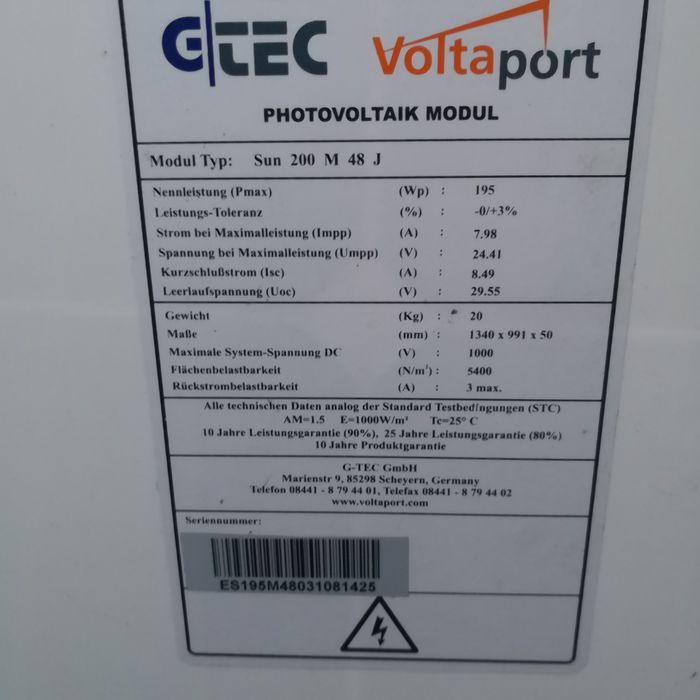 G|TEC Voltaport
PHOTOVOLTAIK MODUL
Modul Typ: Sun 200 M 48 J
Nennleistung (Pmax) (Wp) : 195
Leistungs-Toleranz (%) : -0/+3%
Strom bei Maximalleistung (Impp) (A) : 7.98
Spannung bei Maximalleistung (Umpp) (V) : 24.41
Kurzschlußstrom (Isc) (A) : 8.49
Leerlaufspannung (Uoc) (V) : 29.55
Gewicht (Kg) : 20
Maße (mm) : 1340 x 991 x 50
Maximale System-Spannung DC (V) : 1000
Flächenbelastbarkeit (N/m²) : 5400
Rückstrombelastbarkeit (A) : 3 max.
Alle technischen Daten analog der Standard Testbedingungen (STC)
AM=1.5 E=1000W/m² Tc=25° C
10 Jahre Leistungsgarantie (90%), 25 Jahre Leistungsgarantie (80%)
10 Jahre Produktgarantie
G-TEC GmbH
Marienstr 9, 85298 Scheyern, Germany
Telefon 08441 - 8 79 44 01, Telefax 08441 - 8 79 44 02
www.voltaport.com
Seriennummer:
ES195M48031081425